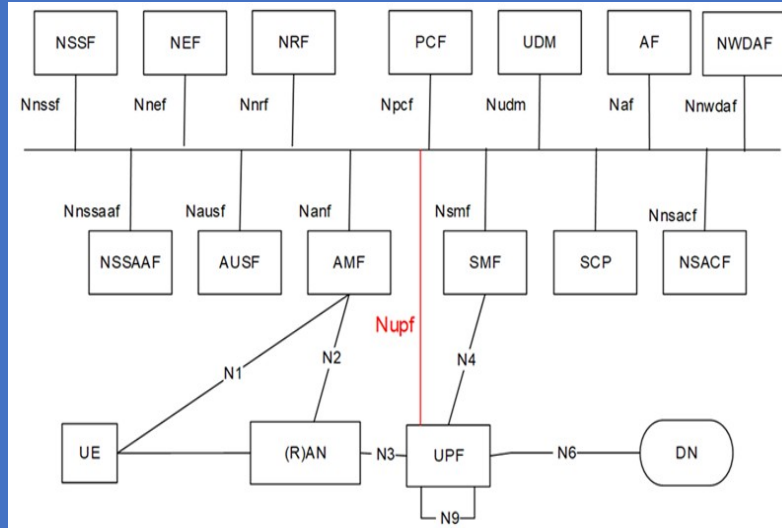 NSSF
NEF
NRF
PCF
UDM
AF
NWDAF
Nnssf
Nnef
Nnrf
Npcf
Nudm
Naf
Nnwdaf
Nnssaaf
Nausf
Nanf
Nsmf
Nnsacf
NSSAAF
AUSF
AMF
SMF
SCP
NSACF
Nupf
N1
N2
N4
UE
(R)AN
N3
UPF
N6
DN
N9